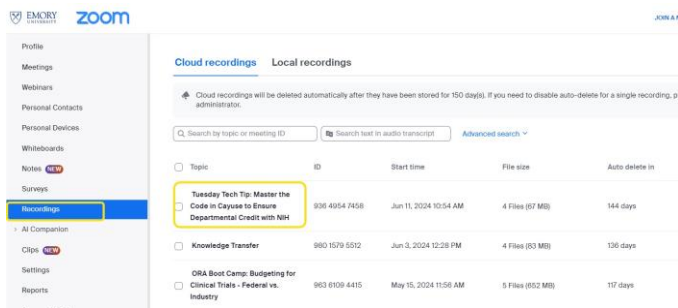 EMORY
UNIVERSITY
zoom
JOIN A M
Profile
Meetings
Webinars
Personal Contacts
Personal Devices
Whiteboards
Notes NEW
Surveys
Recordings
AI Companion
Clips NEW
Settings
Reports
Cloud recordings Local recordings
Cloud recordings will be deleted automatically after they have been stored for 150 day(s). If you need to disable auto-delete for a single recording, p
administrator.
Search by topic or meeting ID Search text in audio transcript Advanced search
Topic ID Start time File size Auto delete in
Tuesday Tech Tip: Master the
Code in Cayuse to Ensure 936 4954 7458 Jun 11, 2024 10:54 AM 4 Files (67 MB) 144 days
Departmental Credit with NIH
Knowledge Transfer 980 1579 5512 Jun 3, 2024 12:28 PM 4 Files (83 MB) 136 days
ORA Boot Camp: Budgeting for
Clinical Trials - Federal vs. 963 6109 4415 May 15, 2024 11:56 AM 5 Files (652 MB) 117 days
Industry